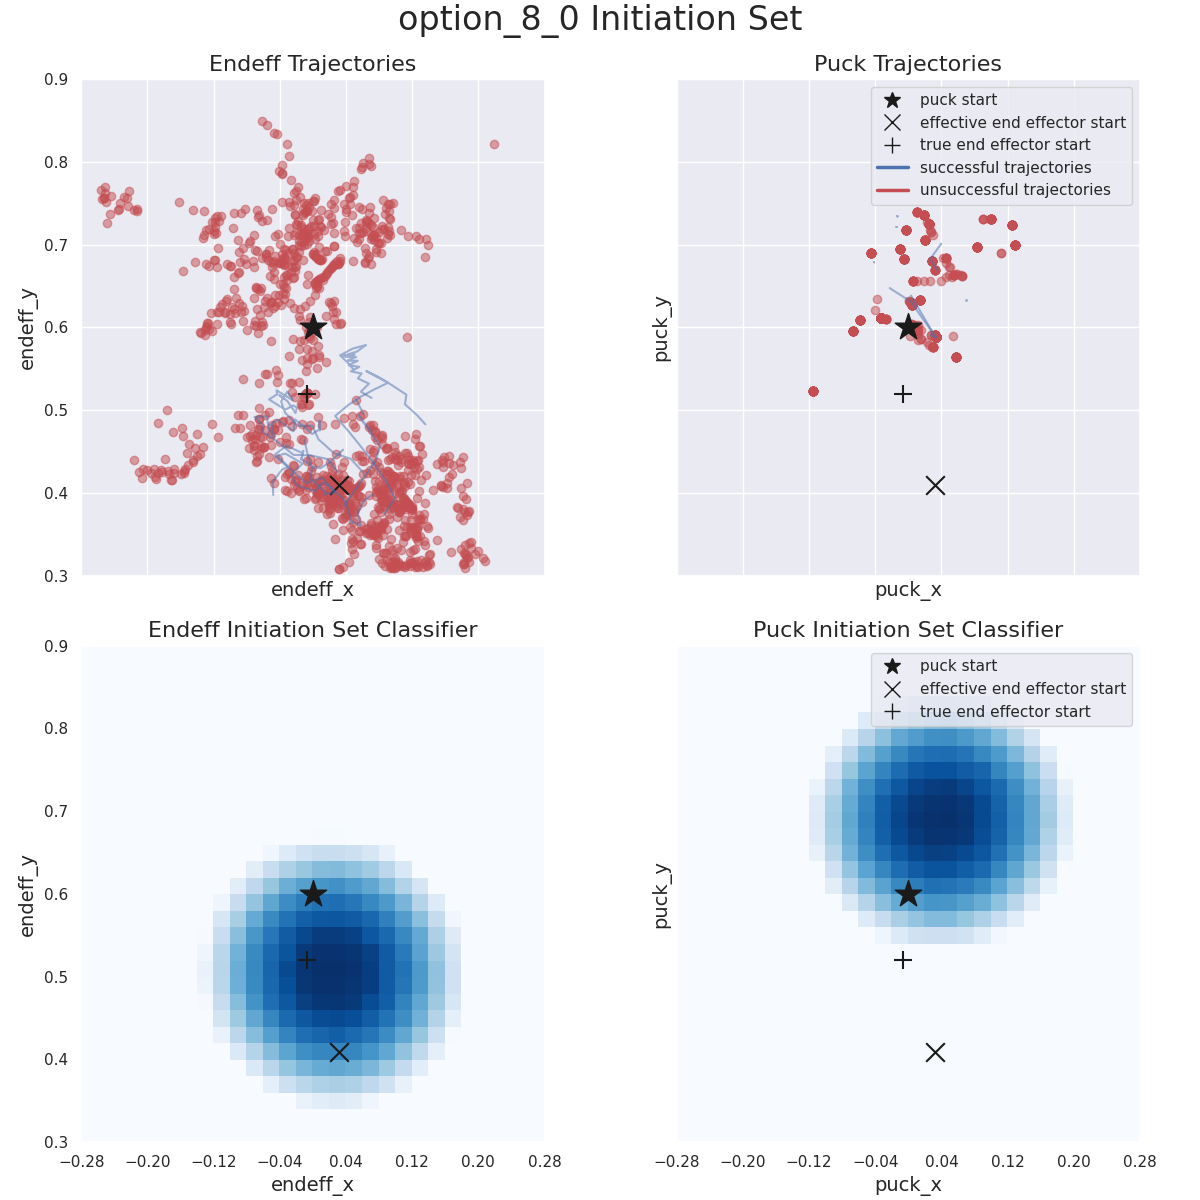 option_8_0 Initiation Set
Endeff Trajectories
Puck Trajectories
0.9
0.8
0.7
0.6
0.5
0.4
0.3
endeff_y
endeff_x
puck_y
puck_x
puck start
effective end effector start
true end effector start
successful trajectories
unsuccessful trajectories
Endeff Initiation Set Classifier
Puck Initiation Set Classifier
0.9
0.8
0.7
0.6
0.5
0.4
0.3
endeff_y
−0.28 −0.20 −0.12 −0.04 0.04 0.12 0.20 0.28
endeff_x
puck_y
puck start
effective end effector start
true end effector start
−0.28 −0.20 −0.12 −0.04 0.04 0.12 0.20 0.28
puck_x